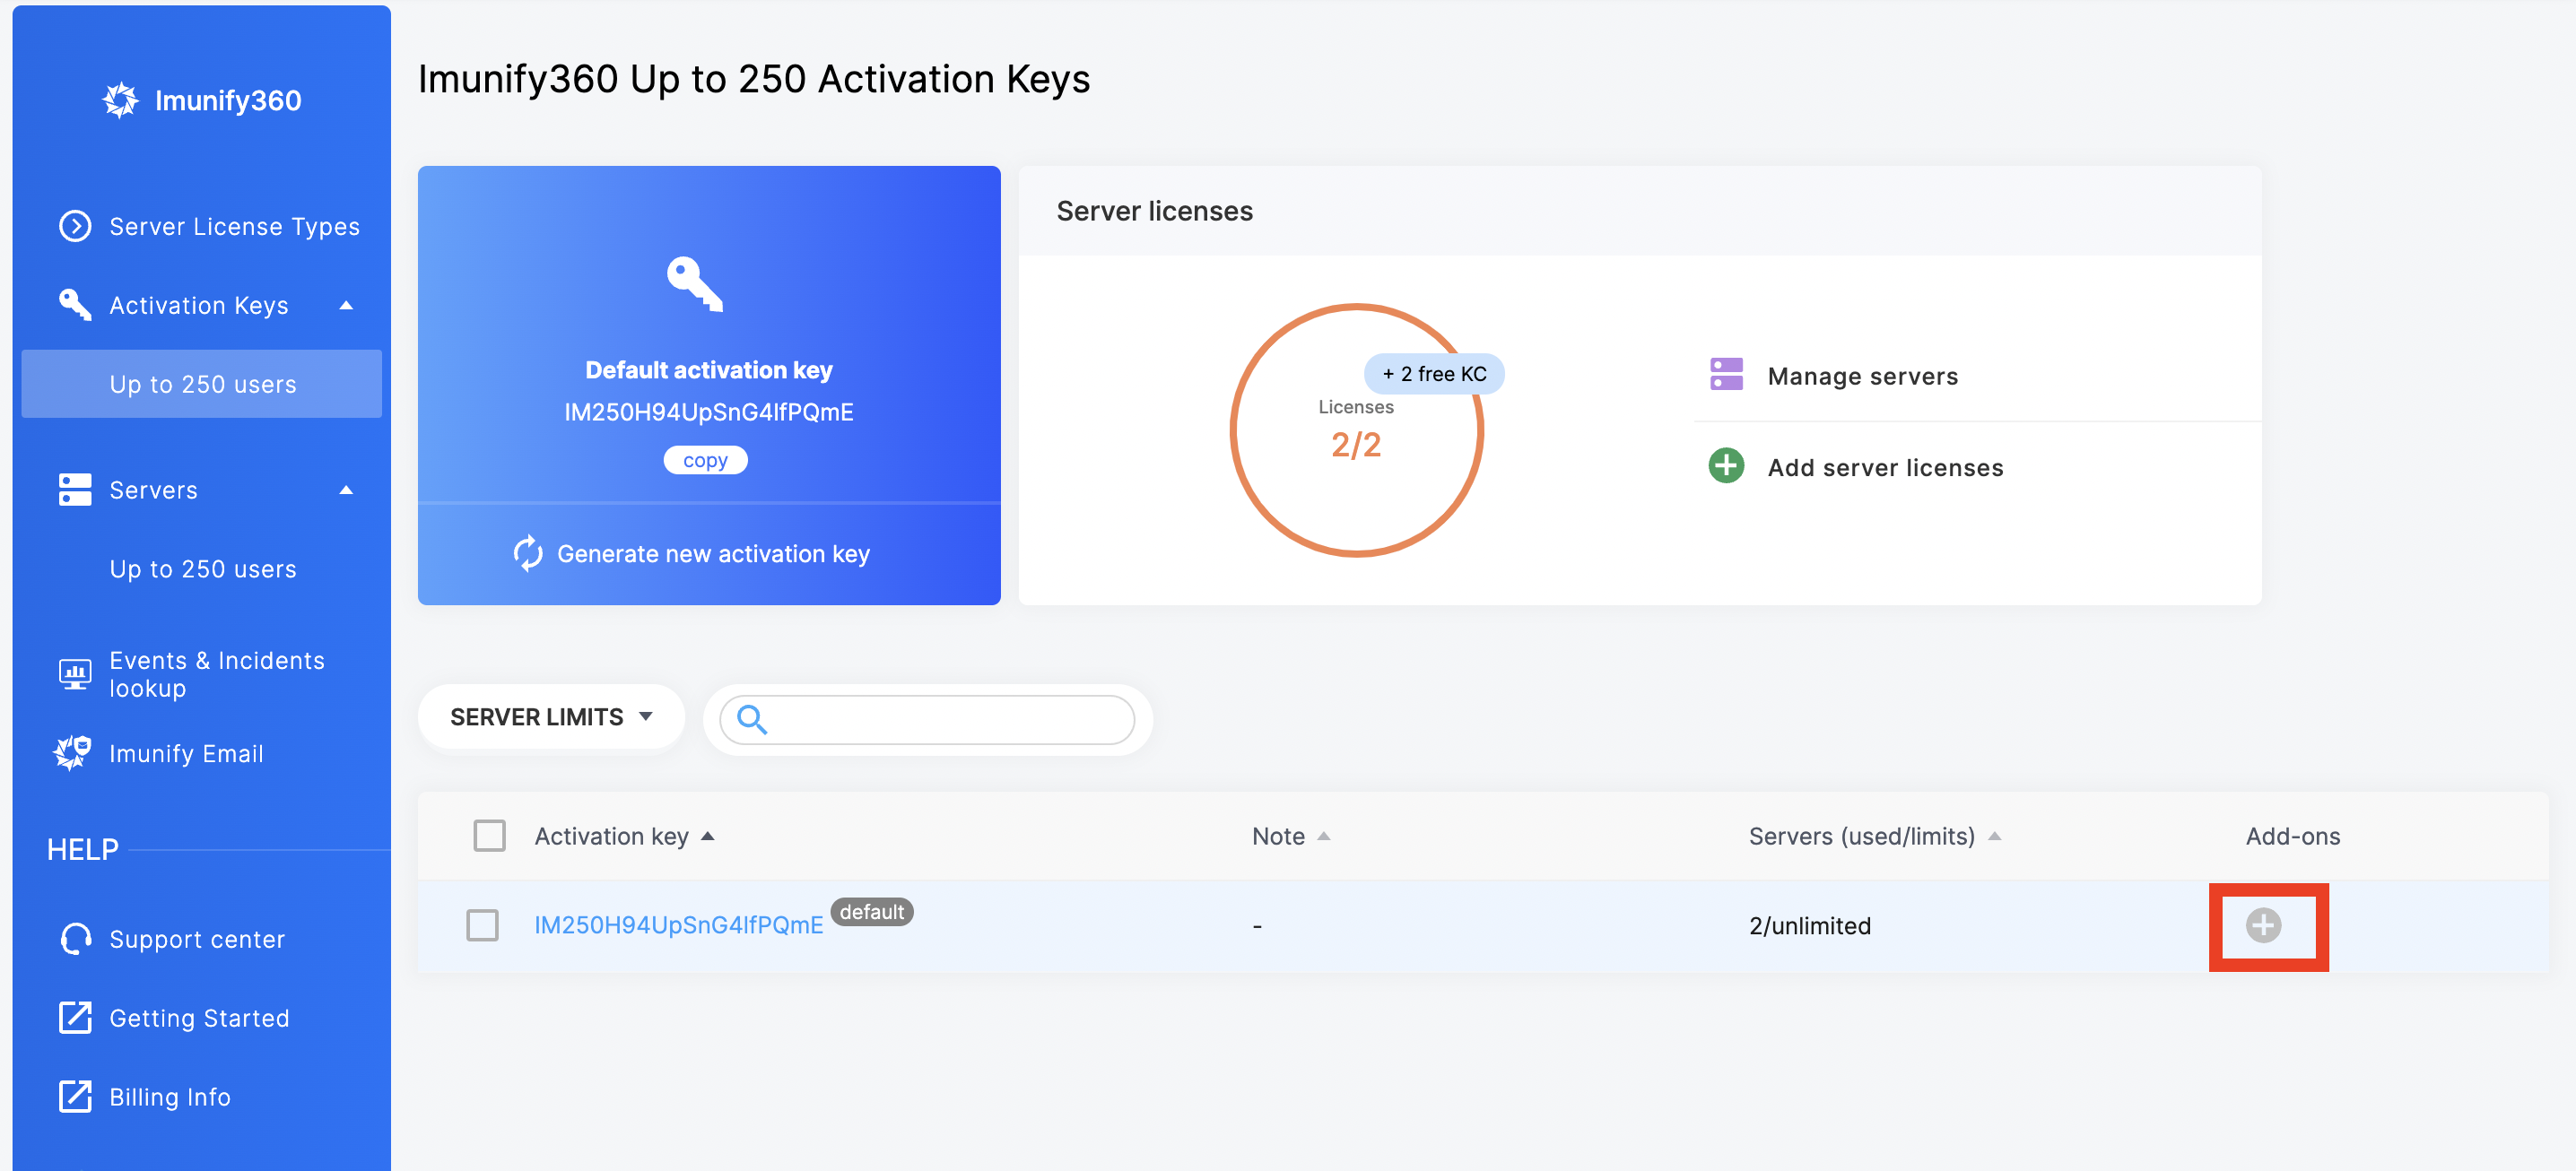 Imunify360
Server License Types
Activation Keys
Up to 250 users
Servers
Up to 250 users
Events & Incidents
lookup
Imunify Email
HELP
Support center
Getting Started
Billing Info
Imunify360 Up to 250 Activation Keys
Default activation key
IM250H94UpSnG4lfPQmE
copy
Generate new activation key
Server licenses
+ 2 free KC
Licenses
2/2
Manage servers
Add server licenses
SERVER LIMITS
Activation key Note Servers (used/limits) Add-ons
IM250H94UpSnG4lfPQmE default - 2/unlimited